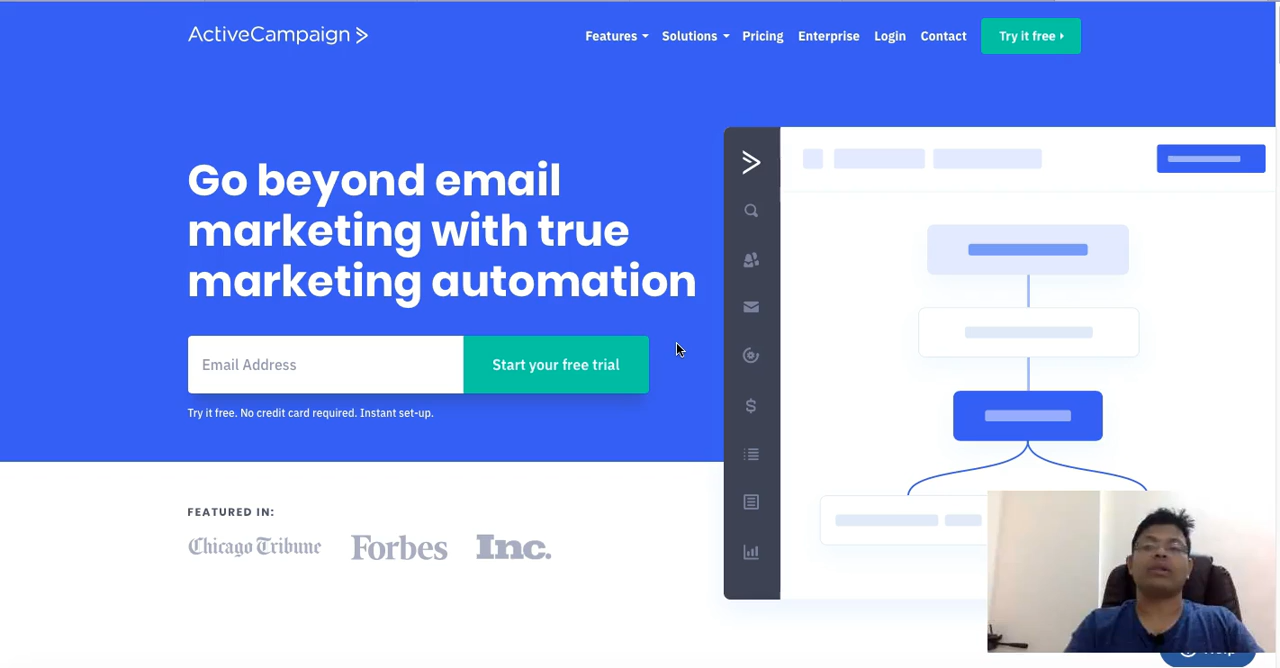 ActiveCampaign
Features Solutions Pricing Enterprise Login Contact Try it free
Go beyond email
marketing with true
marketing automation
Email Address Start your free trial
Try it free. No credit card required. Instant set-up.
FEATURED IN:
Chicago Tribune Forbes Inc.